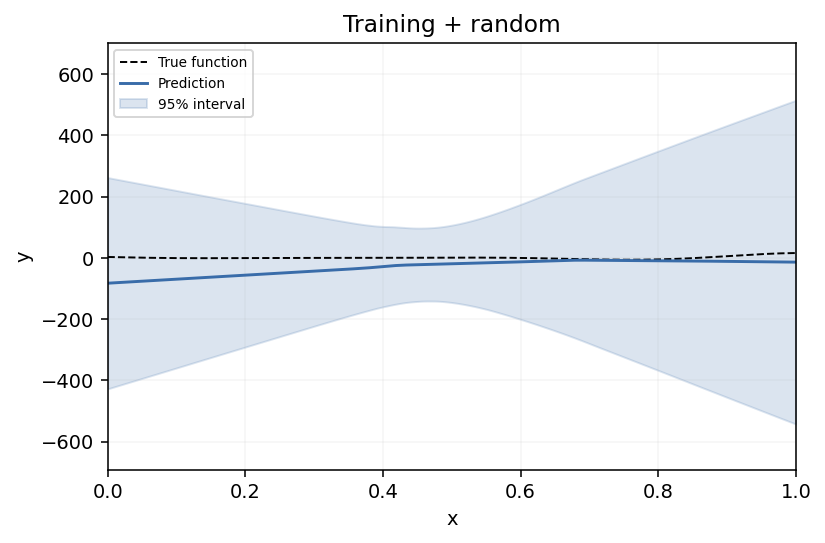 Training + random
True function
Prediction
95% interval
600
400
200
0
−200
−400
−600
y
0.0 0.2 0.4 0.6 0.8 1.0
x